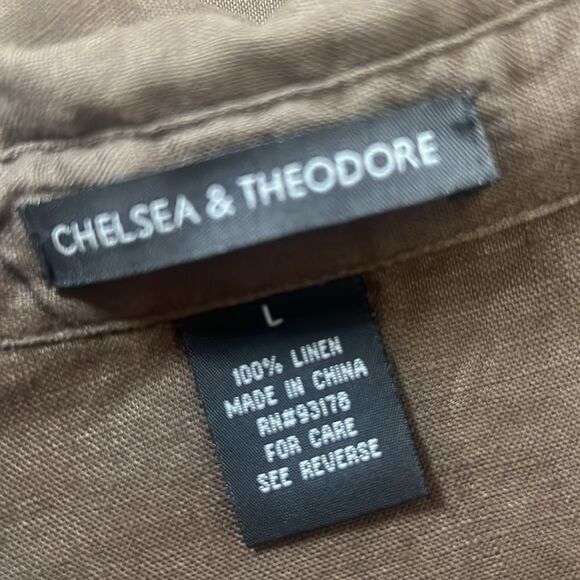 CHELSEA & THEODORE
L
100% LINEN
MADE IN CHINA
RN#93178
FOR CARE
SEE REVERSE